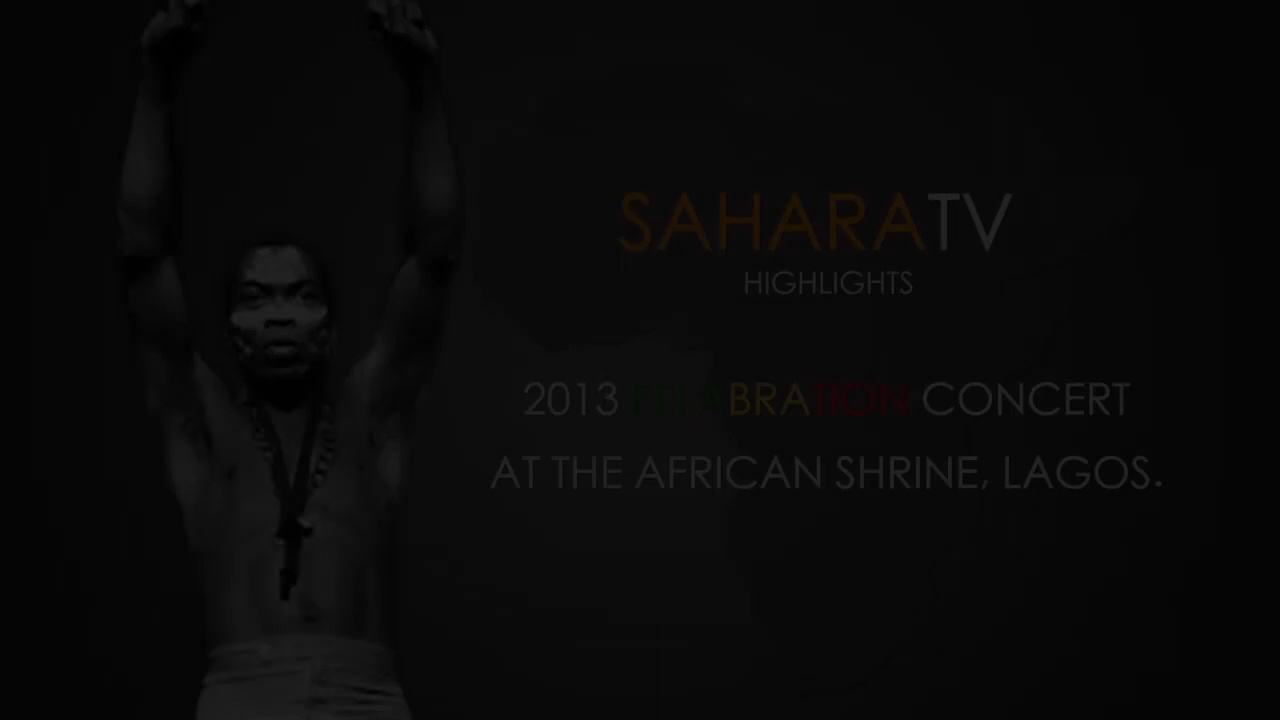 SAHARATV
HIGHLIGHTS
2013 FELABRATION CONCERT
AT THE AFRICAN SHRINE, LAGOS.